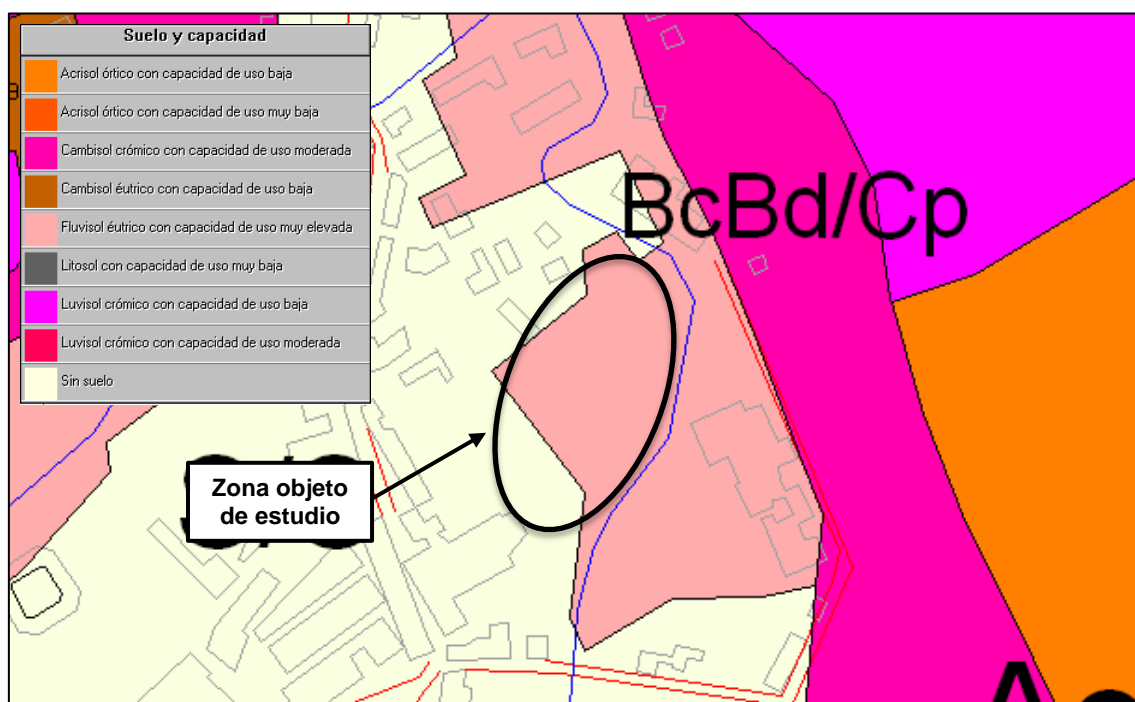 Suelo y capacidad
Acrisol órtico con capacidad de uso baja
Acrisol órtico con capacidad de uso muy baja
Cambisol crómico con capacidad de uso moderada
Cambisol éutrico con capacidad de uso baja
Fluvisol éutrico con capacidad de uso muy elevada
Litosol con capacidad de uso muy baja
Luvisol crómico con capacidad de uso baja
Luvisol crómico con capacidad de uso moderada
Sin suelo
BcBd/Cp
Zona objeto
de estudio